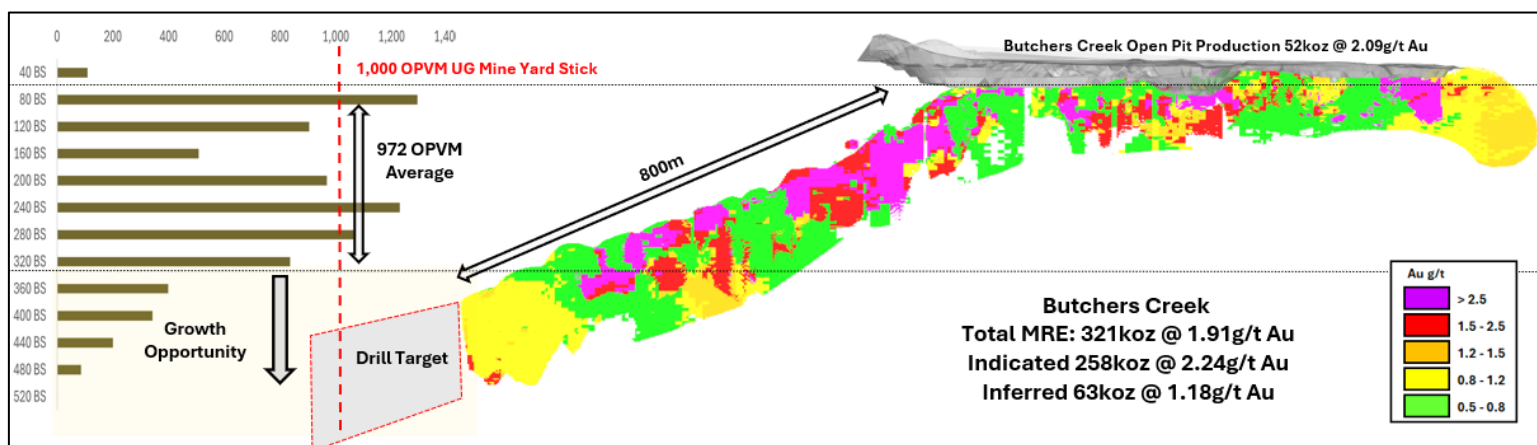 0 200 400 600 800 1,000 1,200 1,40
40 BS
80 BS
120 BS
160 BS
200 BS
240 BS
280 BS
320 BS
360 BS
400 BS
440 BS
480 BS
520 BS
1,000 OPVM UG Mine Yard Stick
972 OPVM
Average
Growth
Opportunity
Drill Target
800m
Butchers Creek Open Pit Production 52koz @ 2.09g/t Au
Butchers Creek
Total MRE: 321koz @ 1.91g/t Au
Indicated 258koz @ 2.24g/t Au
Inferred 63koz @ 1.18g/t Au
Au g/t
> 2.5
1.5 - 2.5
1.2 - 1.5
0.8 - 1.2
0.5 - 0.8